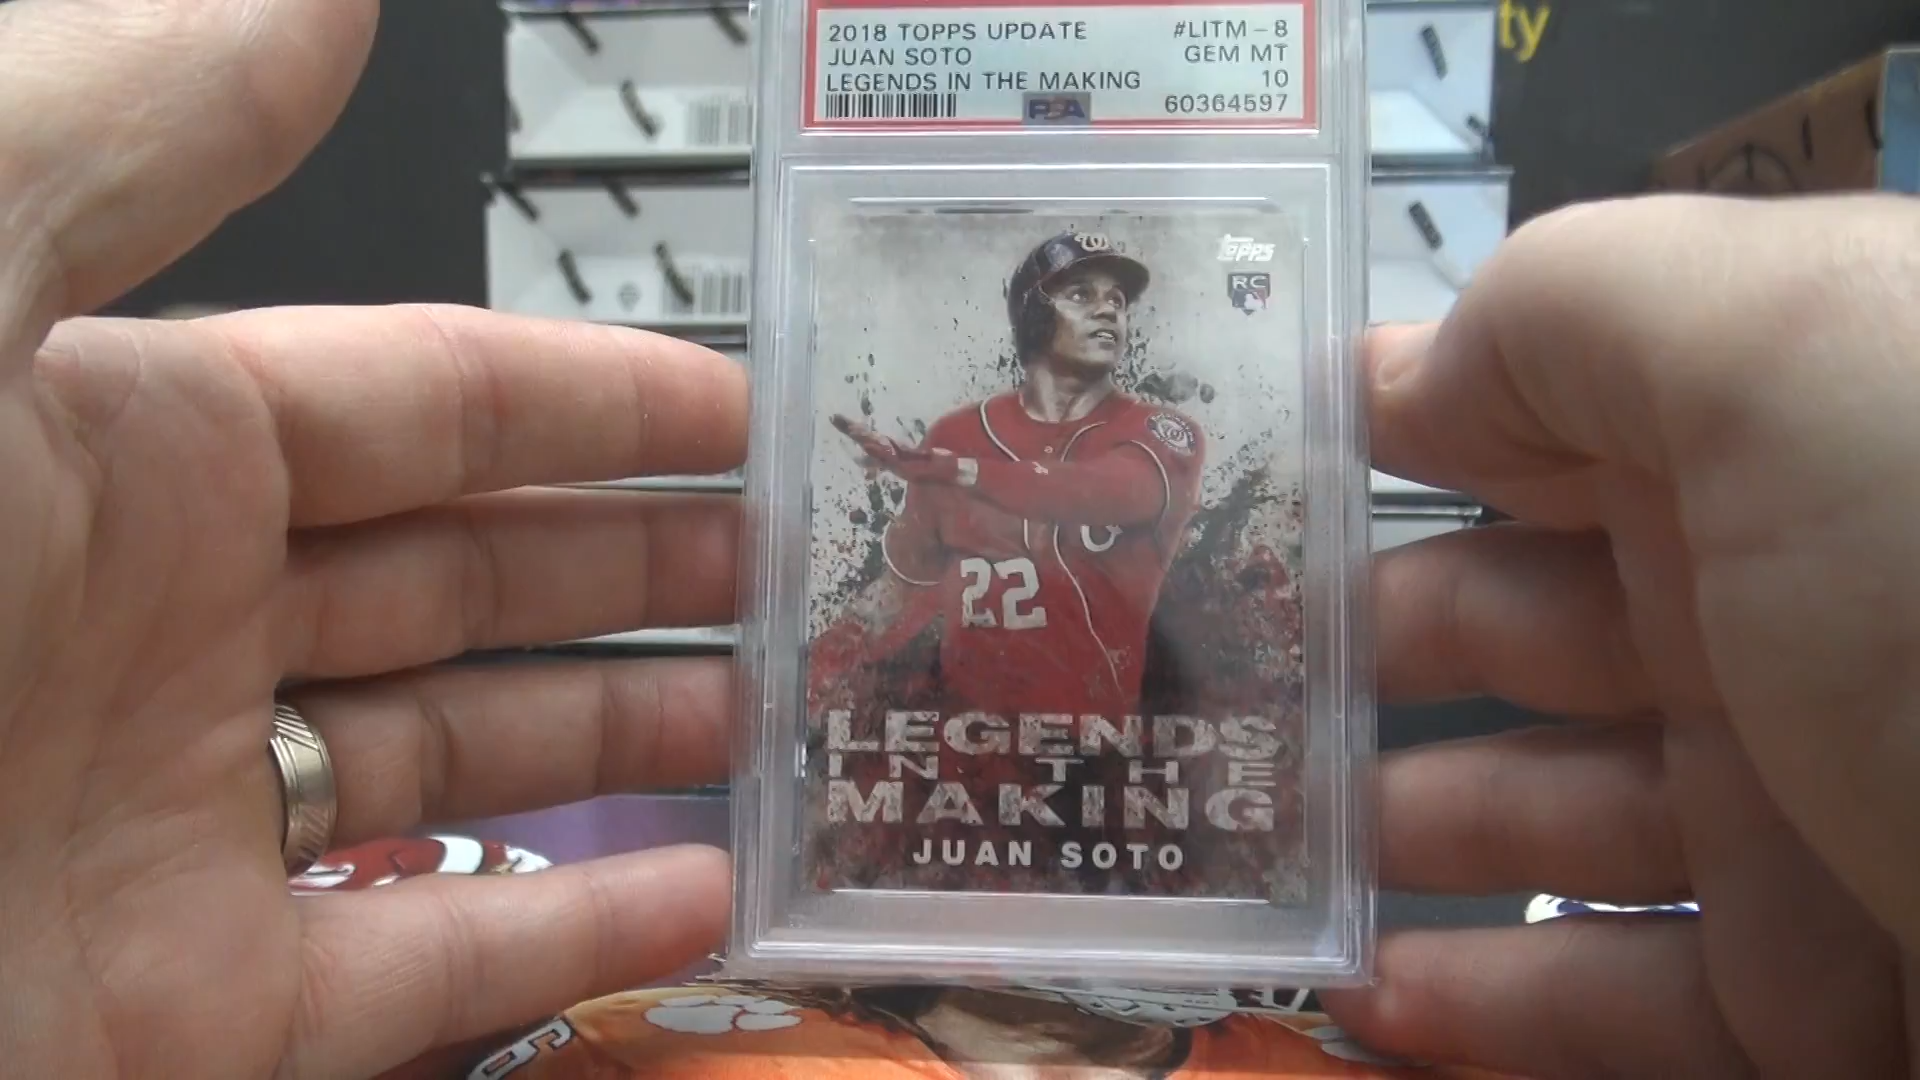 ty
2018 TOPPS UPDATE #LITM-8
JUAN SOTO GEM MT
LEGENDS IN THE MAKING 10
PSA 60364597
TOPPS
RC
W
22
LEGENDS
IN THE
MAKING
JUAN SOTO